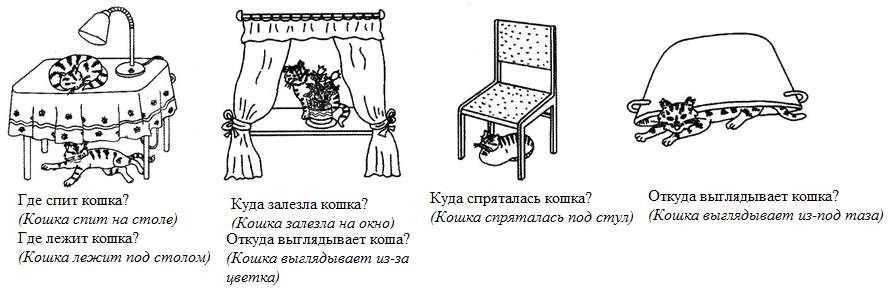 Где спит кошка?
(Кошка спит на столе)
Где лежит кошка?
(Кошка лежит под столом)
Куда залезла кошка?
(Кошка залезла на окно)
Откуда выглядывает коша?
(Кошка выглядывает из-за
цветка)
Куда спряталась кошка?
(Кошка спряталась под стул)
Откуда выглядывает кошка?
(Кошка выглядывает из-под таза)